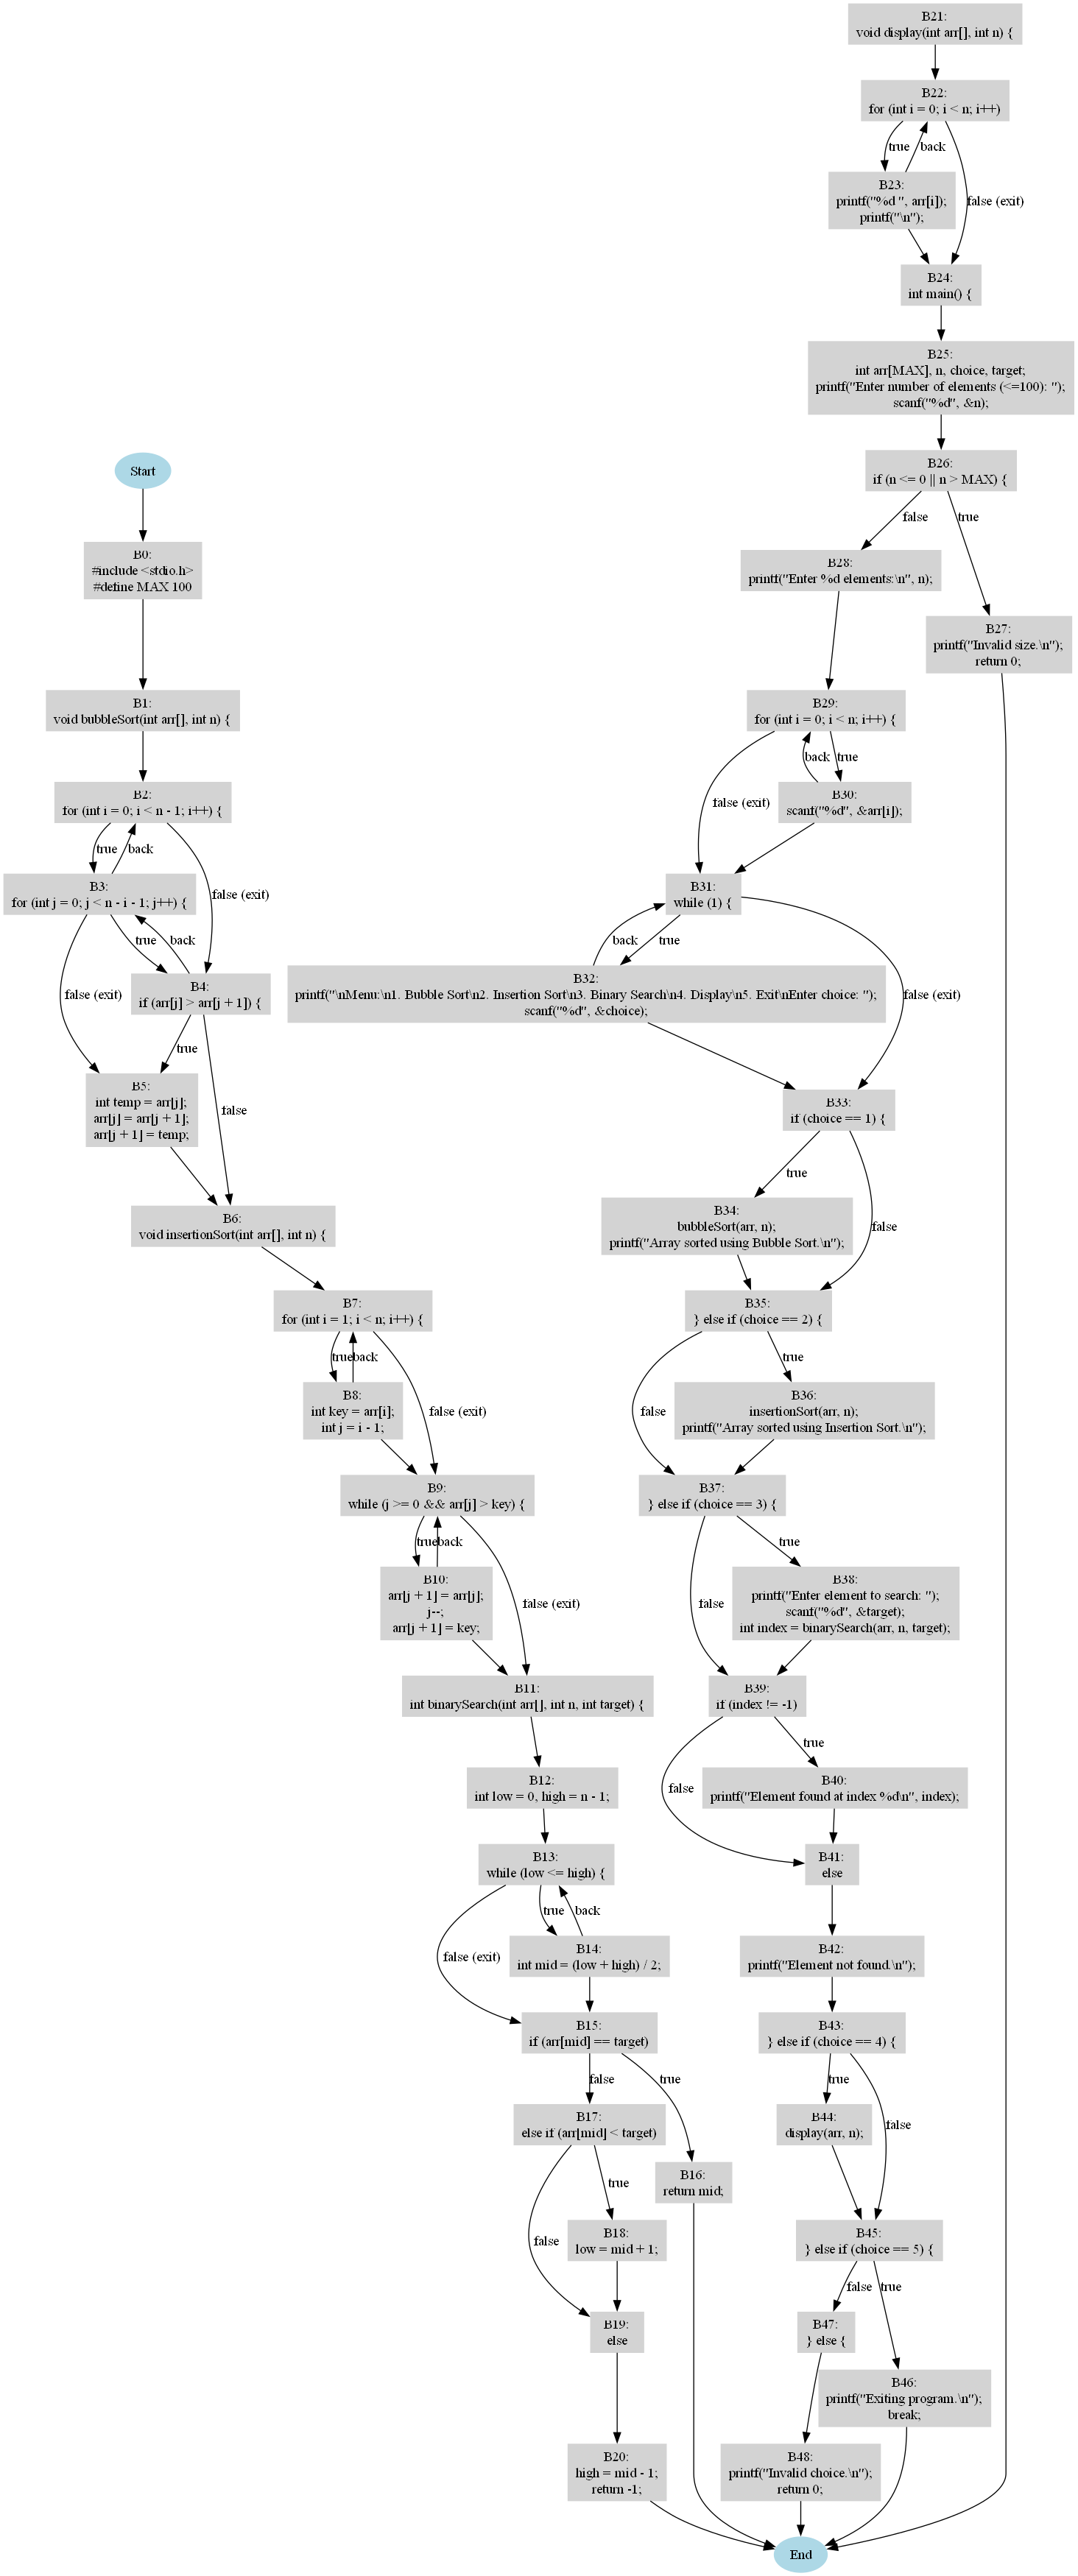 Start
B0:
#include <stdio.h>
#define MAX 100
B1:
void bubbleSort(int arr[], int n) {
B2:
for (int i = 0; i < n - 1; i++) {
true
back
false (exit)
B3:
for (int j = 0; j < n - i - 1; j++) {
true
back
false (exit)
B4:
if (arr[j] > arr[j + 1]) {
true
false
B5:
int temp = arr[j];
arr[j] = arr[j + 1];
arr[j + 1] = temp;
B6:
void insertionSort(int arr[], int n) {
B7:
for (int i = 1; i < n; i++) {
true
back
false (exit)
B8:
int key = arr[i];
int j = i - 1;
B9:
while (j >= 0 && arr[j] > key) {
true
back
false (exit)
B10:
arr[j + 1] = arr[j];
j--;
arr[j + 1] = key;
B11:
int binarySearch(int arr[], int n, int target) {
B12:
int low = 0, high = n - 1;
B13:
while (low <= high) {
true
back
false (exit)
B14:
int mid = (low + high) / 2;
B15:
if (arr[mid] == target)
false
true
B17:
else if (arr[mid] < target)
B16:
return mid;
true
false
B18:
low = mid + 1;
B19:
else
B20:
high = mid - 1;
return -1;
B21:
void display(int arr[], int n) {
B22:
for (int i = 0; i < n; i++)
true
back
false (exit)
B23:
printf("%d ", arr[i]);
printf("\n");
B24:
int main() {
B25:
int arr[MAX], n, choice, target;
printf("Enter number of elements (<=100): ");
scanf("%d", &n);
B26:
if (n <= 0 || n > MAX) {
false
true
B28:
printf("Enter %d elements:\n", n);
B27:
printf("Invalid size.\n");
return 0;
B29:
for (int i = 0; i < n; i++) {
back
true
false (exit)
B30:
scanf("%d", &arr[i]);
B31:
while (1) {
back
true
false (exit)
B32:
printf("\nMenu:\n1. Bubble Sort\n2. Insertion Sort\n3. Binary Search\n4. Display\n5. Exit\nEnter choice: ");
scanf("%d", &choice);
B33:
if (choice == 1) {
true
false
B34:
bubbleSort(arr, n);
printf("Array sorted using Bubble Sort.\n");
B35:
} else if (choice == 2) {
true
false
B36:
insertionSort(arr, n);
printf("Array sorted using Insertion Sort.\n");
B37:
} else if (choice == 3) {
true
false
B38:
printf("Enter element to search: ");
scanf("%d", &target);
int index = binarySearch(arr, n, target);
B39:
if (index != -1)
true
false
B40:
printf("Element found at index %d\n", index);
B41:
else
B42:
printf("Element not found.\n");
B43:
} else if (choice == 4) {
true
false
B44:
display(arr, n);
B45:
} else if (choice == 5) {
false
true
B47:
} else {
B46:
printf("Exiting program.\n");
break;
B48:
printf("Invalid choice.\n");
return 0;
End